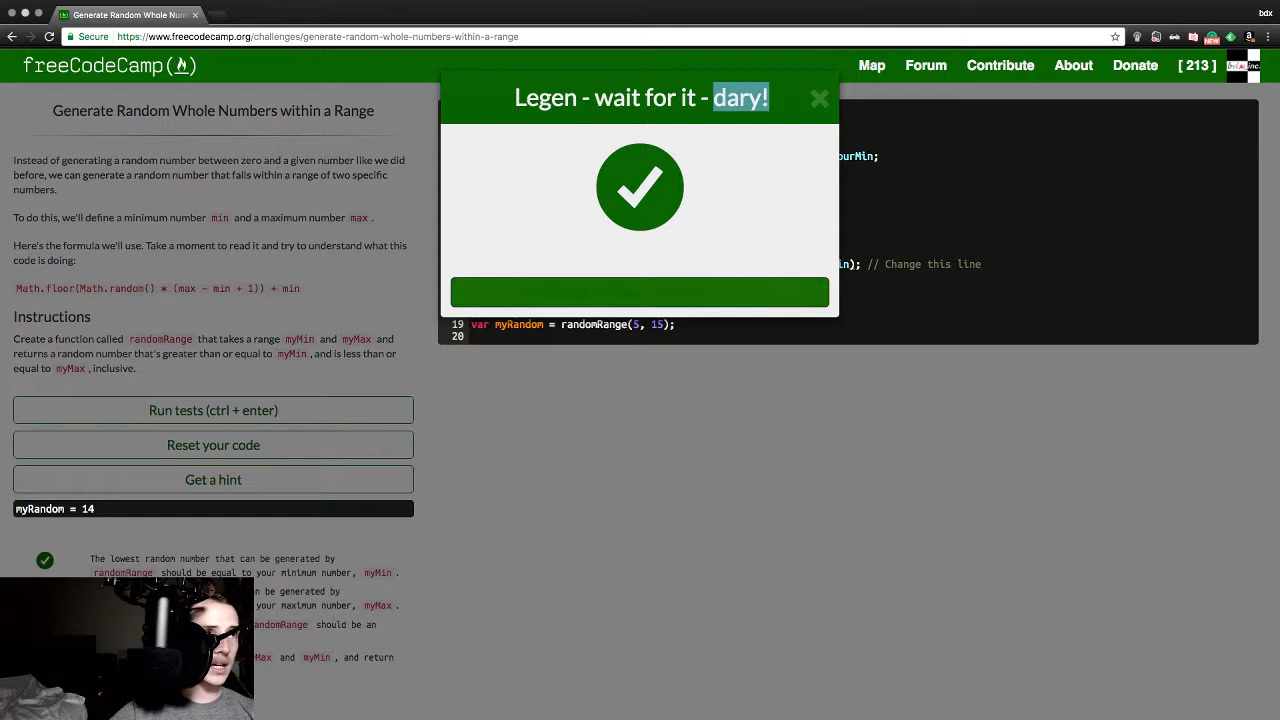 Generate Random Whole Num
bdx
Secure
https://www.freecodecamp.org/challenges/generate-random-whole-numbers-within-a-range
NEW
freeCodeCamp
Map
Forum
Contribute
About
Donate
[ 213 ]
inc.
Generate Random Whole Numbers within a Range
Legen - wait for it - dary!
Instead of generating a random number between zero and a given number like we did
before, we can generate a random number that falls within a range of two specific
numbers.
To do this, we'll define a minimum number min and a maximum number max .
Here's the formula we'll use. Take a moment to read it and try to understand what this
code is doing:
Math.floor(Math.random() * (max - min + 1)) + min
Instructions
Create a function called randomRange that takes a range myMin and myMax and
returns a random number that's greater than or equal to myMin, and is less than or
equal to myMax, inclusive.
Run tests (ctrl + enter)
Reset your code
Get a hint
myRandom = 14
The lowest random number that can be generated by
randomRange should be equal to your minimum number, myMin.
can be generated by
your maximum number, myMax.
should be an
and myMin, and return
ourMin;
in); // Change this line
19 var myRandom = randomRange(5, 15);
20